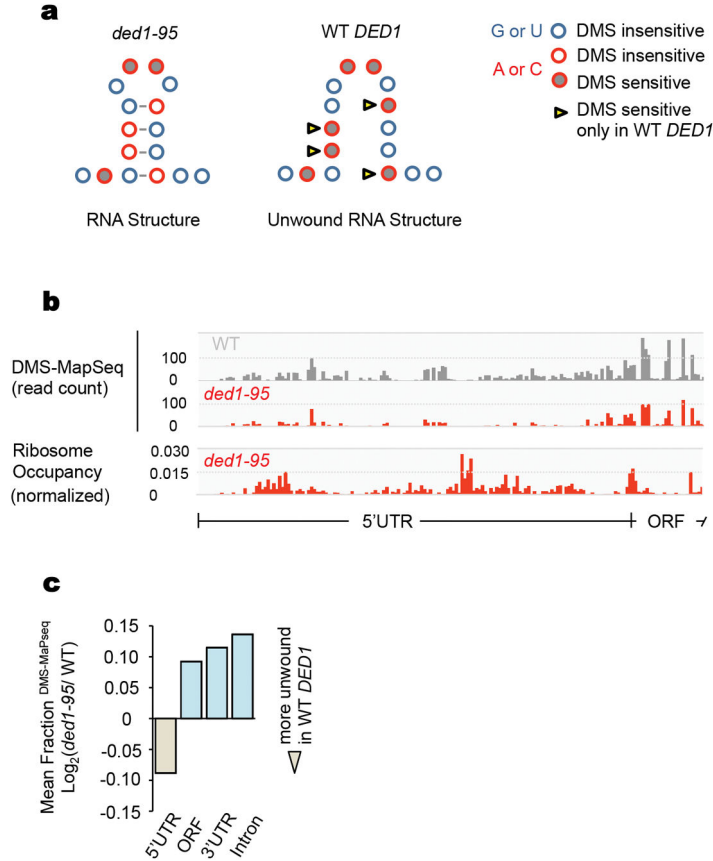 a
ded1-95
WT DED1
G or U
DMS insensitive
A or C
DMS insensitive
DMS sensitive
DMS sensitive
only in WT DED1
RNA Structure
Unwound RNA Structure
b
DMS-MapSeq
(read count)
WT
100
0
ded1-95
100
0
Ribosome
Occupancy
(normalized)
ded1-95
0.030
0.015
0
5'UTR
ORF
c
Mean Fraction DMS-MaPseq
Log2(ded1-95/ WT)
0.15
0.10
0.05
0
-0.05
-0.10
-0.15
5'UTR
ORF
3'UTR
Intron
more unwound
in WT DED1